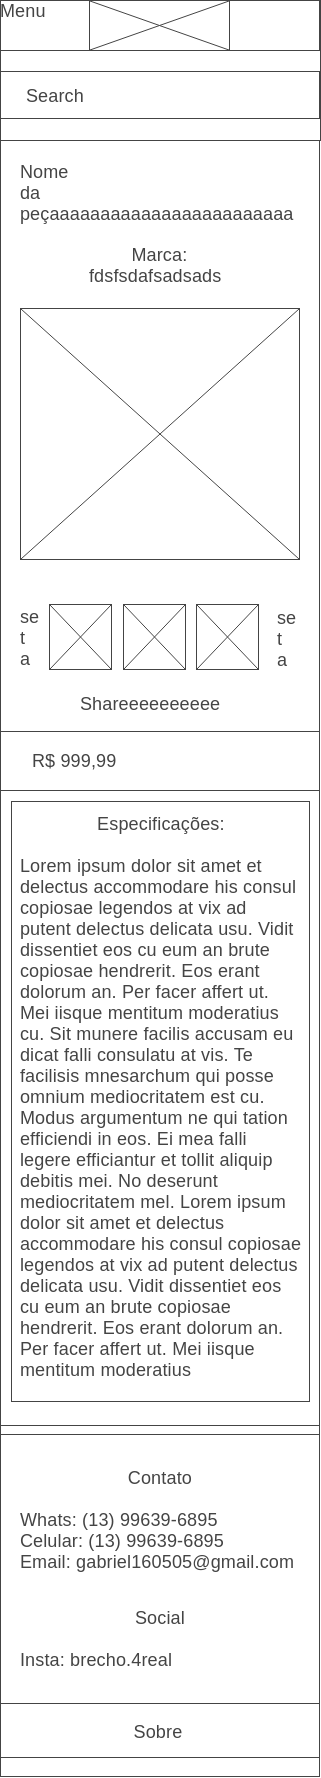 Menu
Search
Nome
da
peçaaaaaaaaaaaaaaaaaaaaaaaa
Marca:
fdsfsdafsadsads
se
t
a
se
t
a
Shareeeeeeeeee
R$ 999,99
Especificações:
Lorem ipsum dolor sit amet et
delectus accommodare his consul
copiosae legendos at vix ad
putent delectus delicata usu. Vidit
dissentiet eos cu eum an brute
copiosae hendrerit. Eos erant
dolorum an. Per facer affert ut.
Mei iisque mentitum moderatius
cu. Sit munere facilis accusam eu
dicat falli consulatu at vis. Te
facilisis mnesarchum qui posse
omnium mediocritatem est cu.
Modus argumentum ne qui tation
efficiendi in eos. Ei mea falli
legere efficiantur et tollit aliquip
debitis mei. No deserunt
mediocritatem mel. Lorem ipsum
dolor sit amet et delectus
accommodare his consul copiosae
legendos at vix ad putent delectus
delicata usu. Vidit dissentiet eos
cu eum an brute copiosae
hendrerit. Eos erant dolorum an.
Per facer affert ut. Mei iisque
mentitum moderatius
Contato
Whats: (13) 99639-6895
Celular: (13) 99639-6895
Email: gabriel160505@gmail.com
Social
Insta: brecho.4real
Sobre